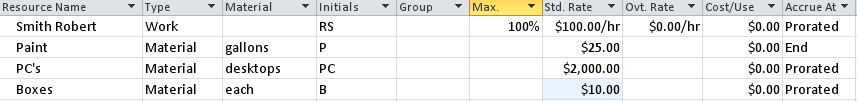 Resource Name Type Material Initials Group Max. Std. Rate Ovt. Rate Cost/Use Accrue At
Smith Robert Work RS 100% $100.00/hr $0.00/hr $0.00 Prorated
Paint Material gallons P $25.00 $0.00 End
PC's Material desktops PC $2,000.00 $0.00 Prorated
Boxes Material each B $10.00 $0.00 Prorated